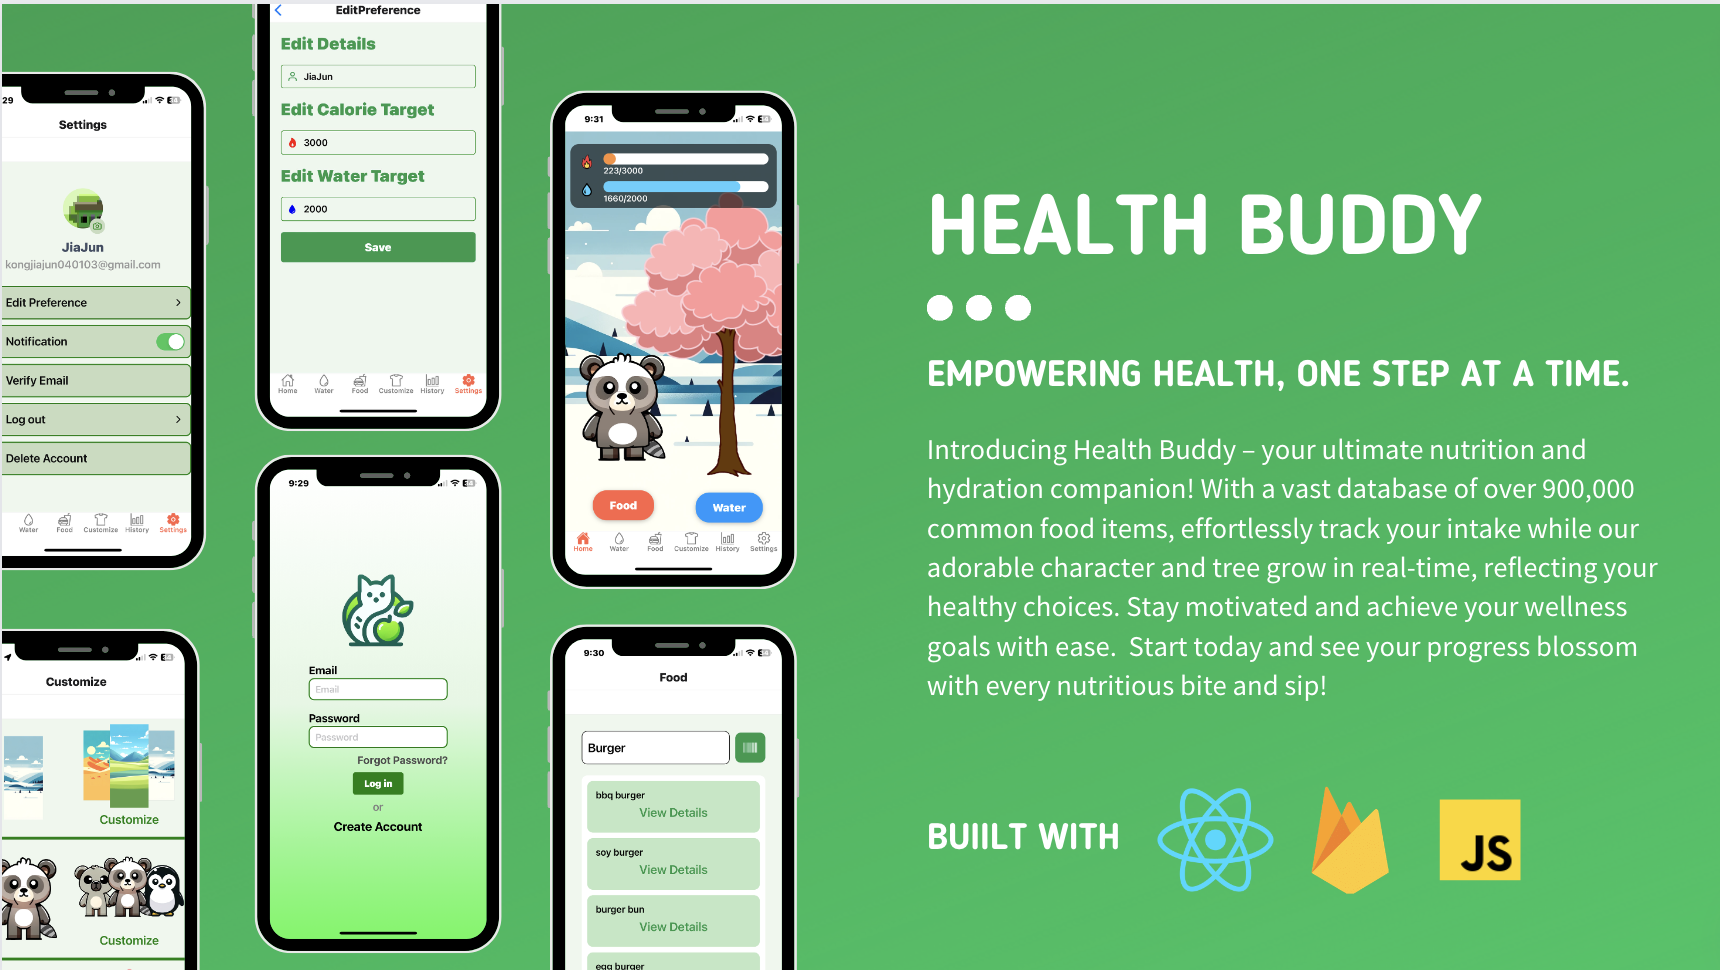 29
Settings
JiaJun
kongjiajun040103@gmail.com
Edit Preference
Notification
Verify Email
Log out
Delete Account
Water Food Customize History Settings
Customize
Customize
Customize
EditPreference
Edit Details
JiaJun
Edit Calorie Target
3000
Edit Water Target
2000
Save
Home Water Food Customize History Settings
9:29
Email
Email
Password
Password
Forgot Password?
Log in
or
Create Account
9:31
223/3000
1660/2000
Food Water
Home Water Food Customize History Settings
9:30
Food
Burger
bbq burger
View Details
soy burger
View Details
burger bun
View Details
egg burger
HEALTH BUDDY
EMPOWERING HEALTH, ONE STEP AT A TIME.
Introducing Health Buddy – your ultimate nutrition and
hydration companion! With a vast database of over 900,000
common food items, effortlessly track your intake while our
adorable character and tree grow in real-time, reflecting your
healthy choices. Stay motivated and achieve your wellness
goals with ease.  Start today and see your progress blossom
with every nutritious bite and sip!
BUIILT WITH
JS